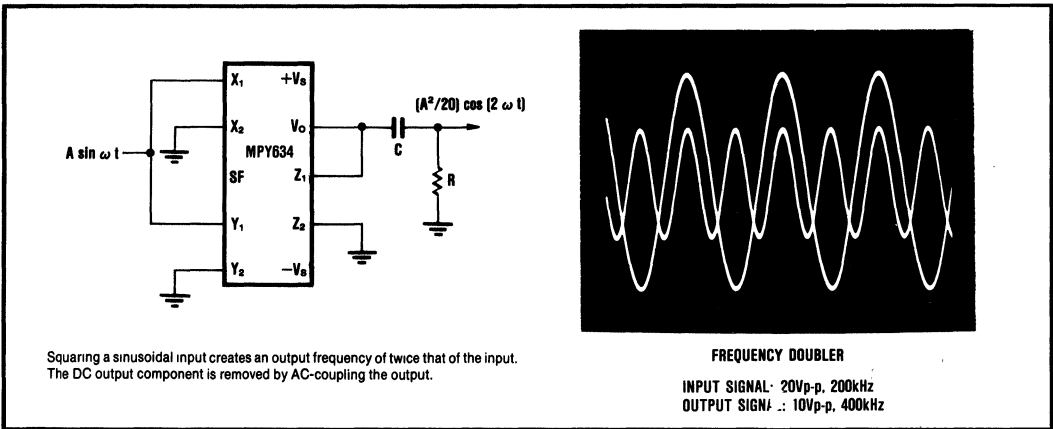 X₁ +Vs
X₂ Vo
MPY634
SF Z₁
Y₁ Z₂
Y₂ −Vs
A sin ω t
C
R
(A²/20) cos (2 ω t)
Squaring a sinusoidal input creates an output frequency of twice that of the input.
The DC output component is removed by AC-coupling the output.
FREQUENCY DOUBLER
INPUT SIGNAL: 20Vp-p, 200kHz
OUTPUT : 10Vp-p, 400kHz